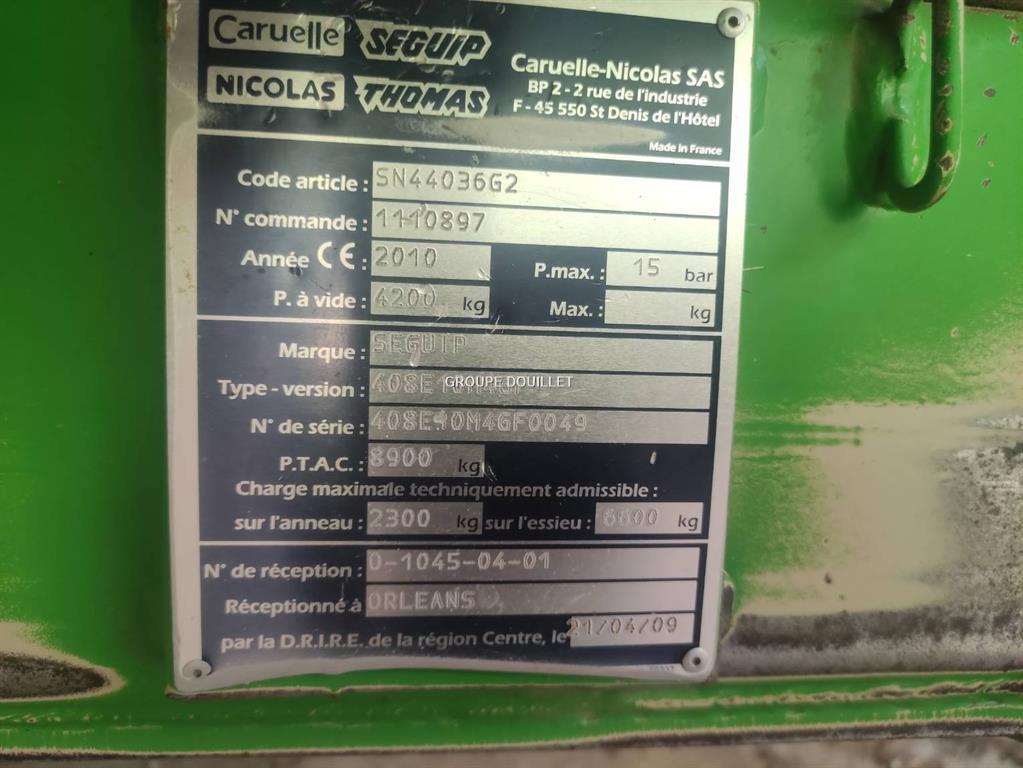 Caruelle SEGUIP
NICOLAS THOMAS
Caruelle-Nicolas SAS
BP 2 - 2 rue de l'industrie
F - 45 550 St Denis de l'Hôtel
Made in France
Code article : SN44036G2
N° commande : 1110897
Année CE : 2010 P.max. : 15 bar
P. à vide : 4200 kg Max. : kg
Marque : SEGUIP
Type - version :
GROUPE DOUILLET
N° de série : 408E40M4GF0049
P.T.A.C. : 8900 kg
Charge maximale techniquement admissible :
sur l'anneau : 2300 kg sur l'essieu : 6600 kg
N° de réception : 0-1045-04-01
Réceptionné à ORLEANS
par la D.R.I.R.E. de la région Centre, le 21/04/09